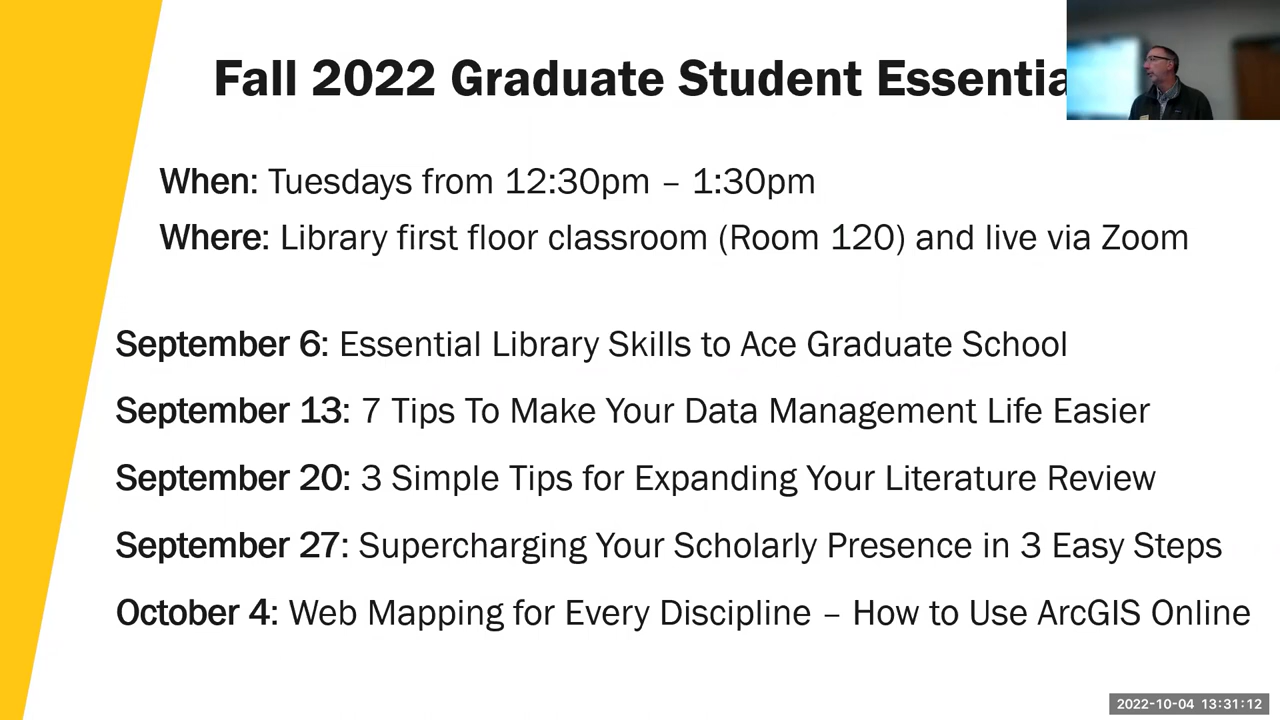 Fall 2022 Graduate Student
When: Tuesdays from 12:30pm – 1:30pm
Where: Library first floor classroom (Room 120) and live via Zoom
September 6: Essential Library Skills to Ace Graduate School
September 13: 7 Tips To Make Your Data Management Life Easier
September 20: 3 Simple Tips for Expanding Your Literature Review
September 27: Supercharging Your Scholarly Presence in 3 Easy Steps
October 4: Web Mapping for Every Discipline – How to Use ArcGIS Online
2022-10-04 13:31:12